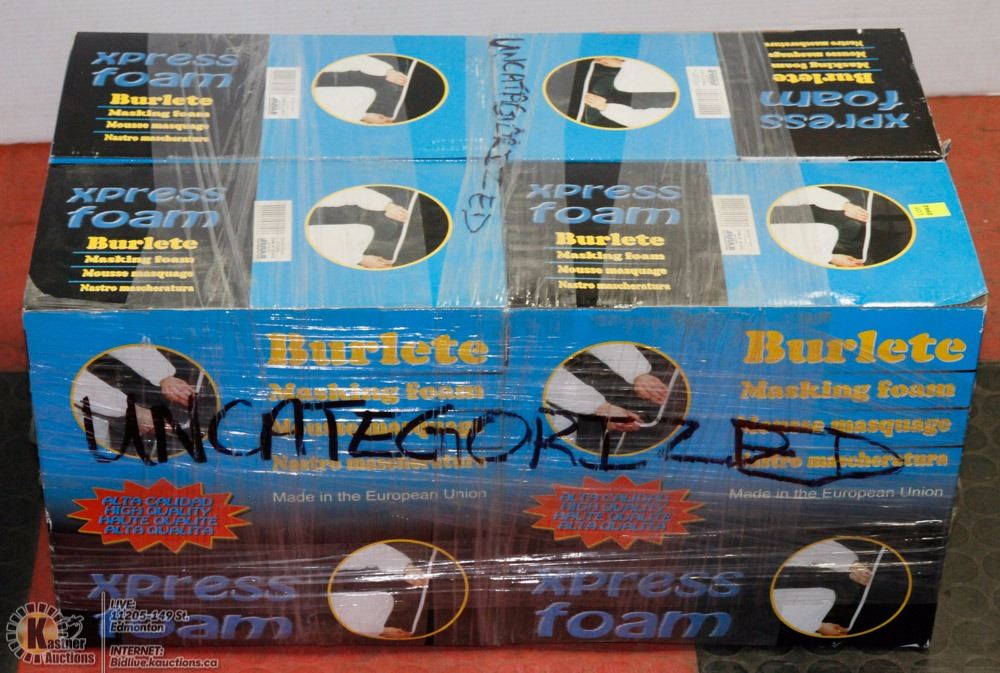 xpress
foam
Burlete
Masking foam
Mousse masquage
Nastro mascheratura
UNCATEGORIZED
xpress
foam
Burlete
Masking foam
Mousse masquage
Nastro mascheratura
xpress
foam
Burlete
Masking foam
Mousse masquage
Nastro mascheratura
xpress
foam
Burlete
Masking foam
Mousse masquage
Nastro mascheratura
Burlete
Masking foam
Mousse masquage
Nastro mascheratura
Made in the European Union
Burlete
Masking foam
Mousse masquage
Nastro mascheratura
Made in the European Union
UNCATEGORIZED
ALTA CALIDAD
HIGH QUALITY
HAUTE QUALITE
ALTA QUALITA
ALTA CALIDAD
HIGH QUALITY
HAUTE QUALITE
ALTA QUALITA
xpress
foam
xpress
foam
K
Kastner
Auctions
LIVE:
11205-149 St.
Edmonton
INTERNET:
Bidlive.kauctions.ca